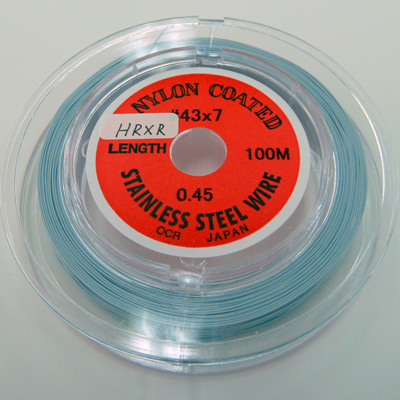 NYLON COATED
#43x7
HRXR
LENGTH 100M
0.45
STAINLESS STEEL WIRE
OCR JAPAN